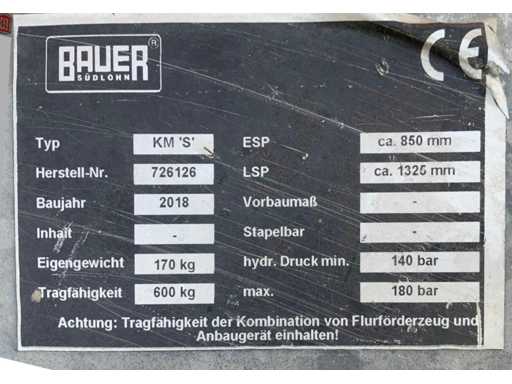 BAUER ®
SÜDLOHN
CE
Typ KM 'S' ESP ca. 850 mm
Herstell-Nr. 726126 LSP ca. 1325 mm
Baujahr 2018 Vorbaumaß -
Inhalt - Stapelbar -
Eigengewicht 170 kg hydr. Druck min. 140 bar
Tragfähigkeit 600 kg max. 180 bar
Achtung: Tragfähigkeit der Kombination von Flurförderzeug und
Anbaugerät einhalten!